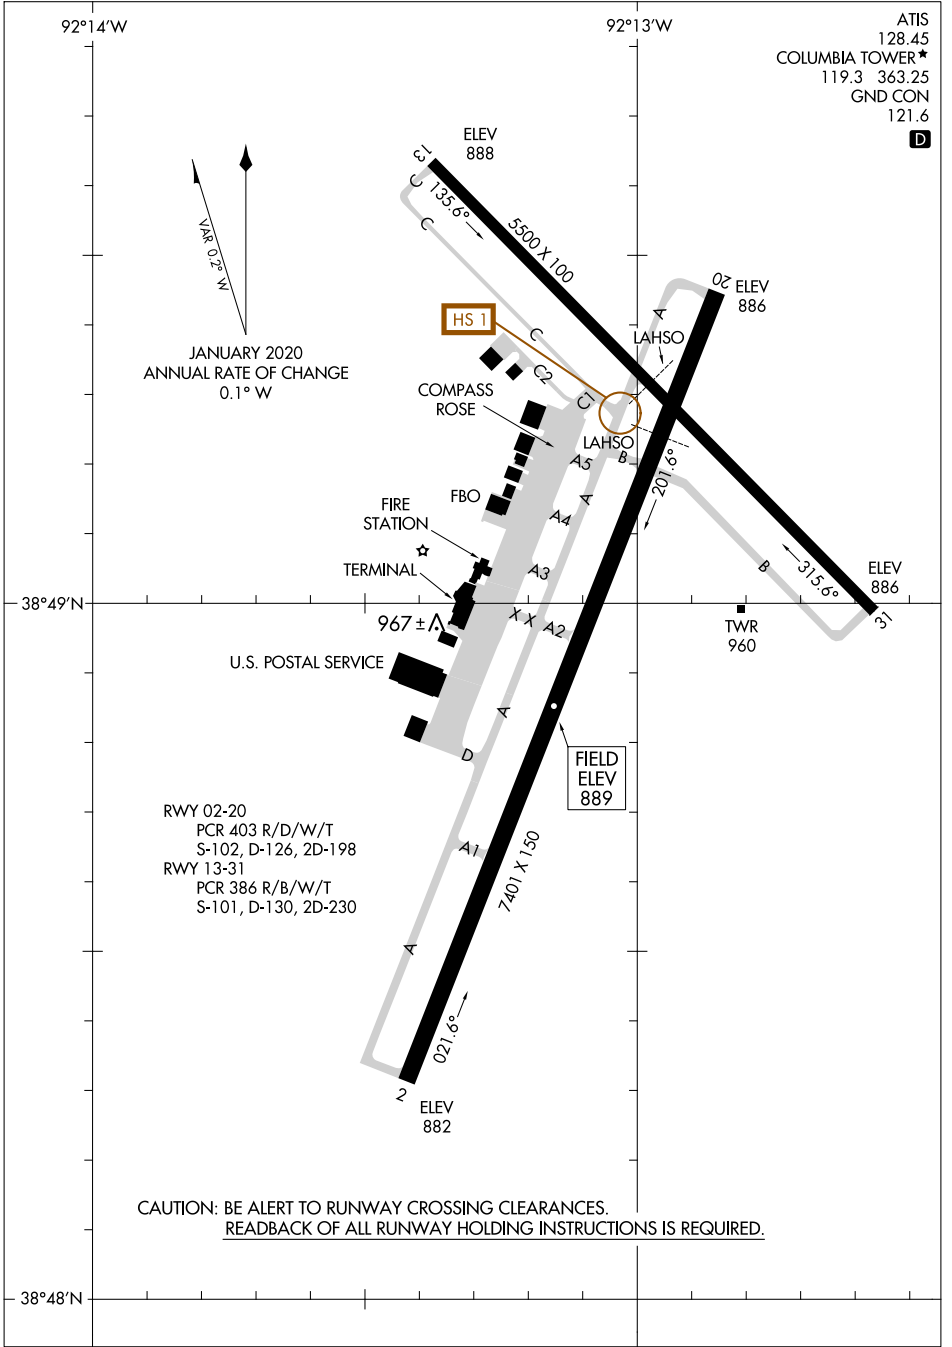 92°14'W
92°13'W
ATIS
128.45
COLUMBIA TOWER★
119.3 363.25
GND CON
121.6
D
ELEV
888
13
C
135.6°
C
5500 X 100
VAR 0.2° W
20
ELEV
886
A
HS 1
LAHSO
C
JANUARY 2020
ANNUAL RATE OF CHANGE
0.1° W
C2
COMPASS
ROSE
C1
LAHSO
B
A5
201.6°
A
FBO
FIRE
STATION
A4
TERMINAL
A3
B
315.6°
ELEV
886
31
38°49'N
967 ±
X X A2
TWR
960
U.S. POSTAL SERVICE
A
D
FIELD
ELEV
889
RWY 02-20
PCR 403 R/D/W/T
S-102, D-126, 2D-198
RWY 13-31
PCR 386 R/B/W/T
S-101, D-130, 2D-230
A1
7401 X 150
A
021.6°
2
ELEV
882
CAUTION: BE ALERT TO RUNWAY CROSSING CLEARANCES.
READBACK OF ALL RUNWAY HOLDING INSTRUCTIONS IS REQUIRED.
38°48'N